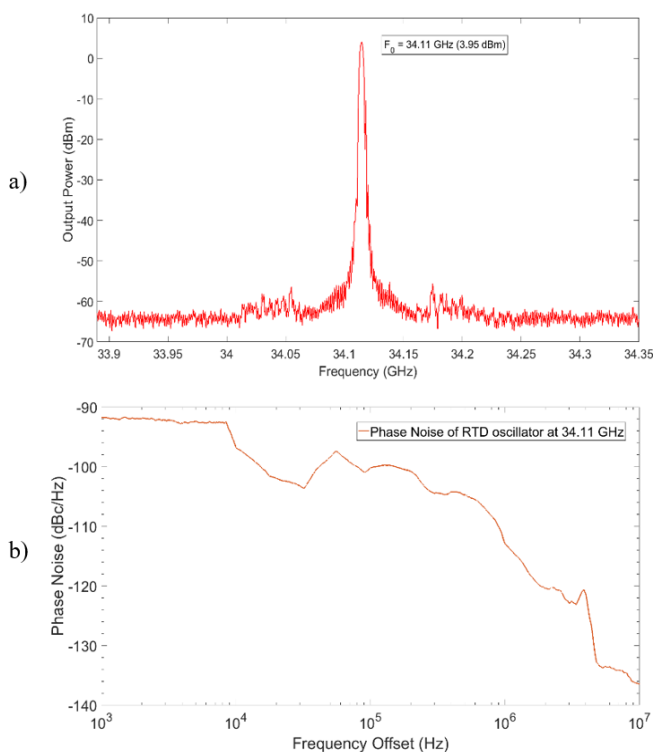 a)
10
0
-10
-20
-30
-40
-50
-60
-70
Output Power (dBm)
F0 = 34.11 GHz (3.95 dBm)
33.9 33.95 34 34.05 34.1 34.15 34.2 34.25 34.3 34.35
Frequency (GHz)
b)
-90
-100
-110
-120
-130
-140
Phase Noise (dBc/Hz)
Phase Noise of RTD oscillator at 34.11 GHz
10^3 10^4 10^5 10^6 10^7
Frequency Offset (Hz)